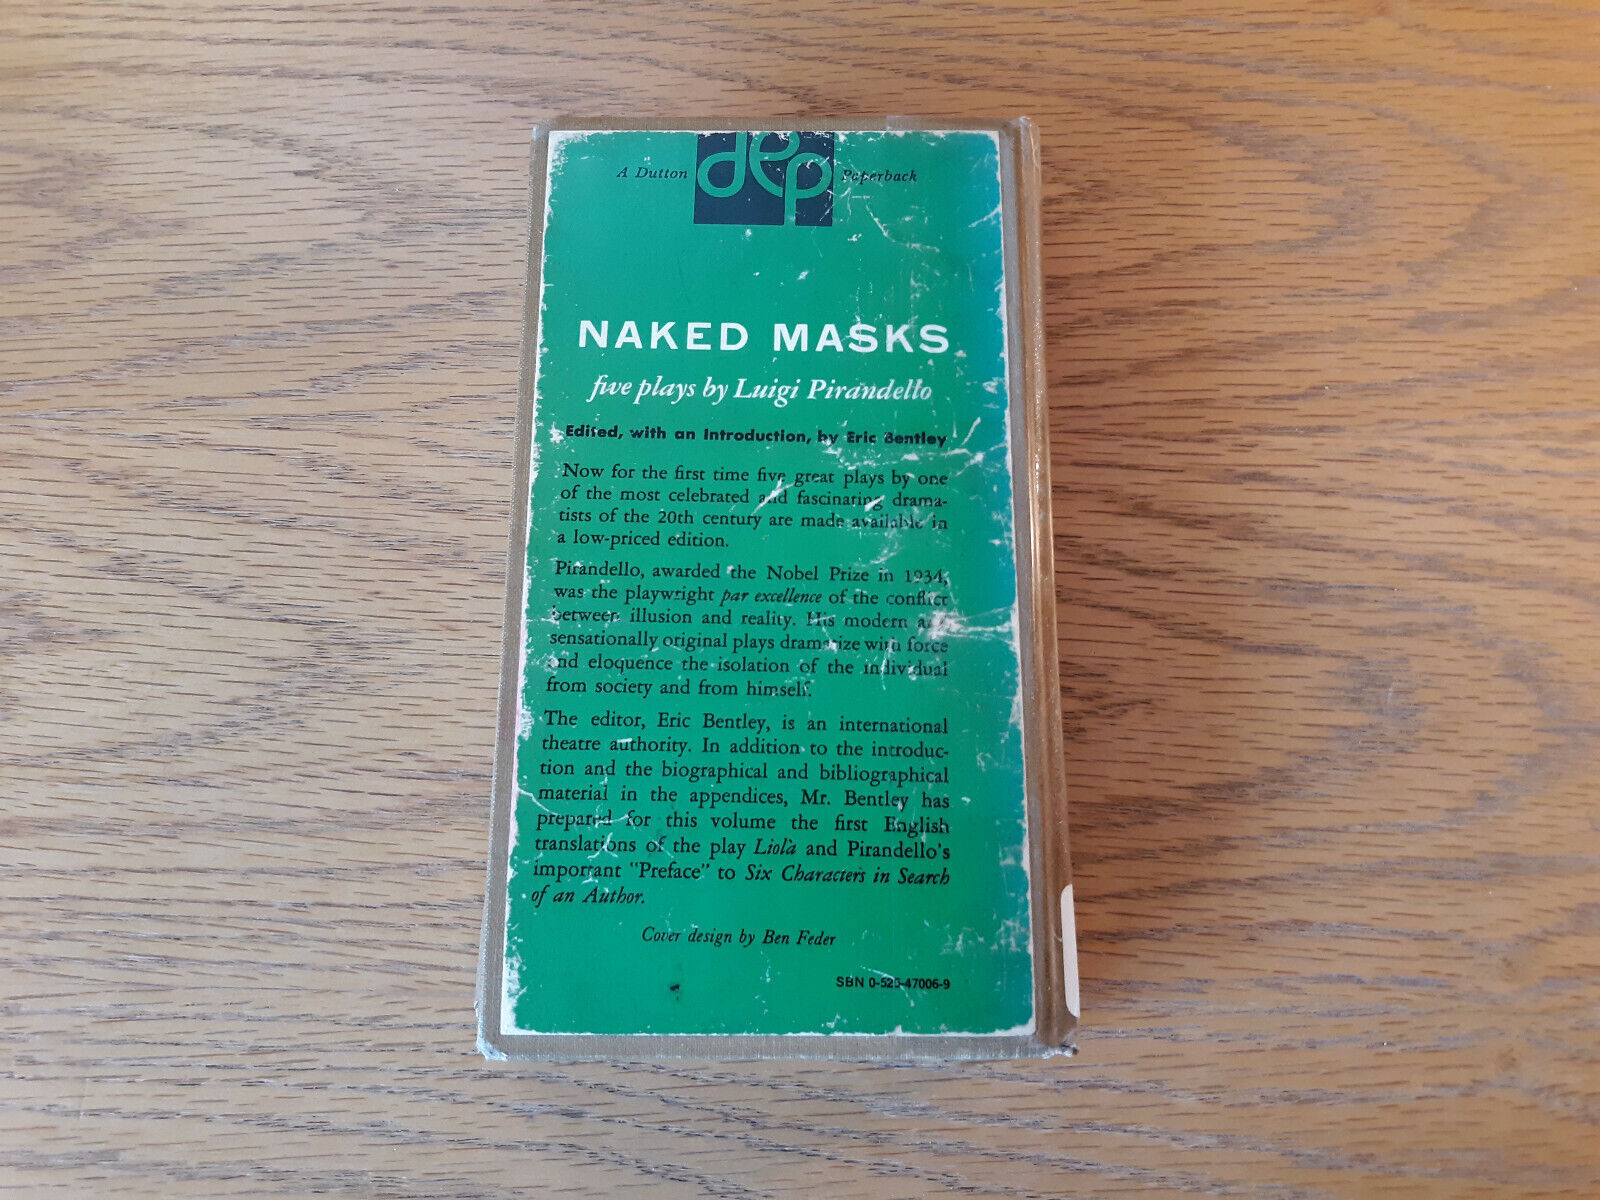 A Dutton dep Paperback
NAKED MASKS
five plays by Luigi Pirandello
Edited, with an Introduction, by Eric Bentley
Now for the first time five great plays by one
of the most celebrated and fascinating drama-
tists of the 20th century are made available in
a low-priced edition.
Pirandello, awarded the Nobel Prize in 1934,
was the playwright par excellence of the conflict
between illusion and reality. His modern and
sensationally original plays dramatize with force
and eloquence the isolation of the individual
from society and from himself.
The editor, Eric Bentley, is an international
theatre authority. In addition to the introduc-
tion and the biographical and bibliographical
material in the appendices, Mr. Bentley has
prepared for this volume the first English
translations of the play Liolà and Pirandello's
important "Preface" to Six Characters in Search
of an Author.
Cover design by Ben Feder
SBN 0-525-47006-9